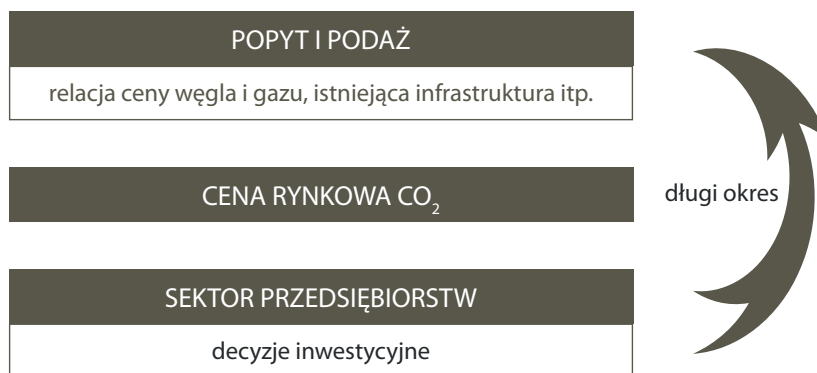 POPYT I PODAŻ
relacja ceny węgla i gazu, istniejąca infrastruktura itp.
CENA RYNKOWA CO₂
długi okres
SEKTOR PRZEDSIĘBIORSTW
decyzje inwestycyjne